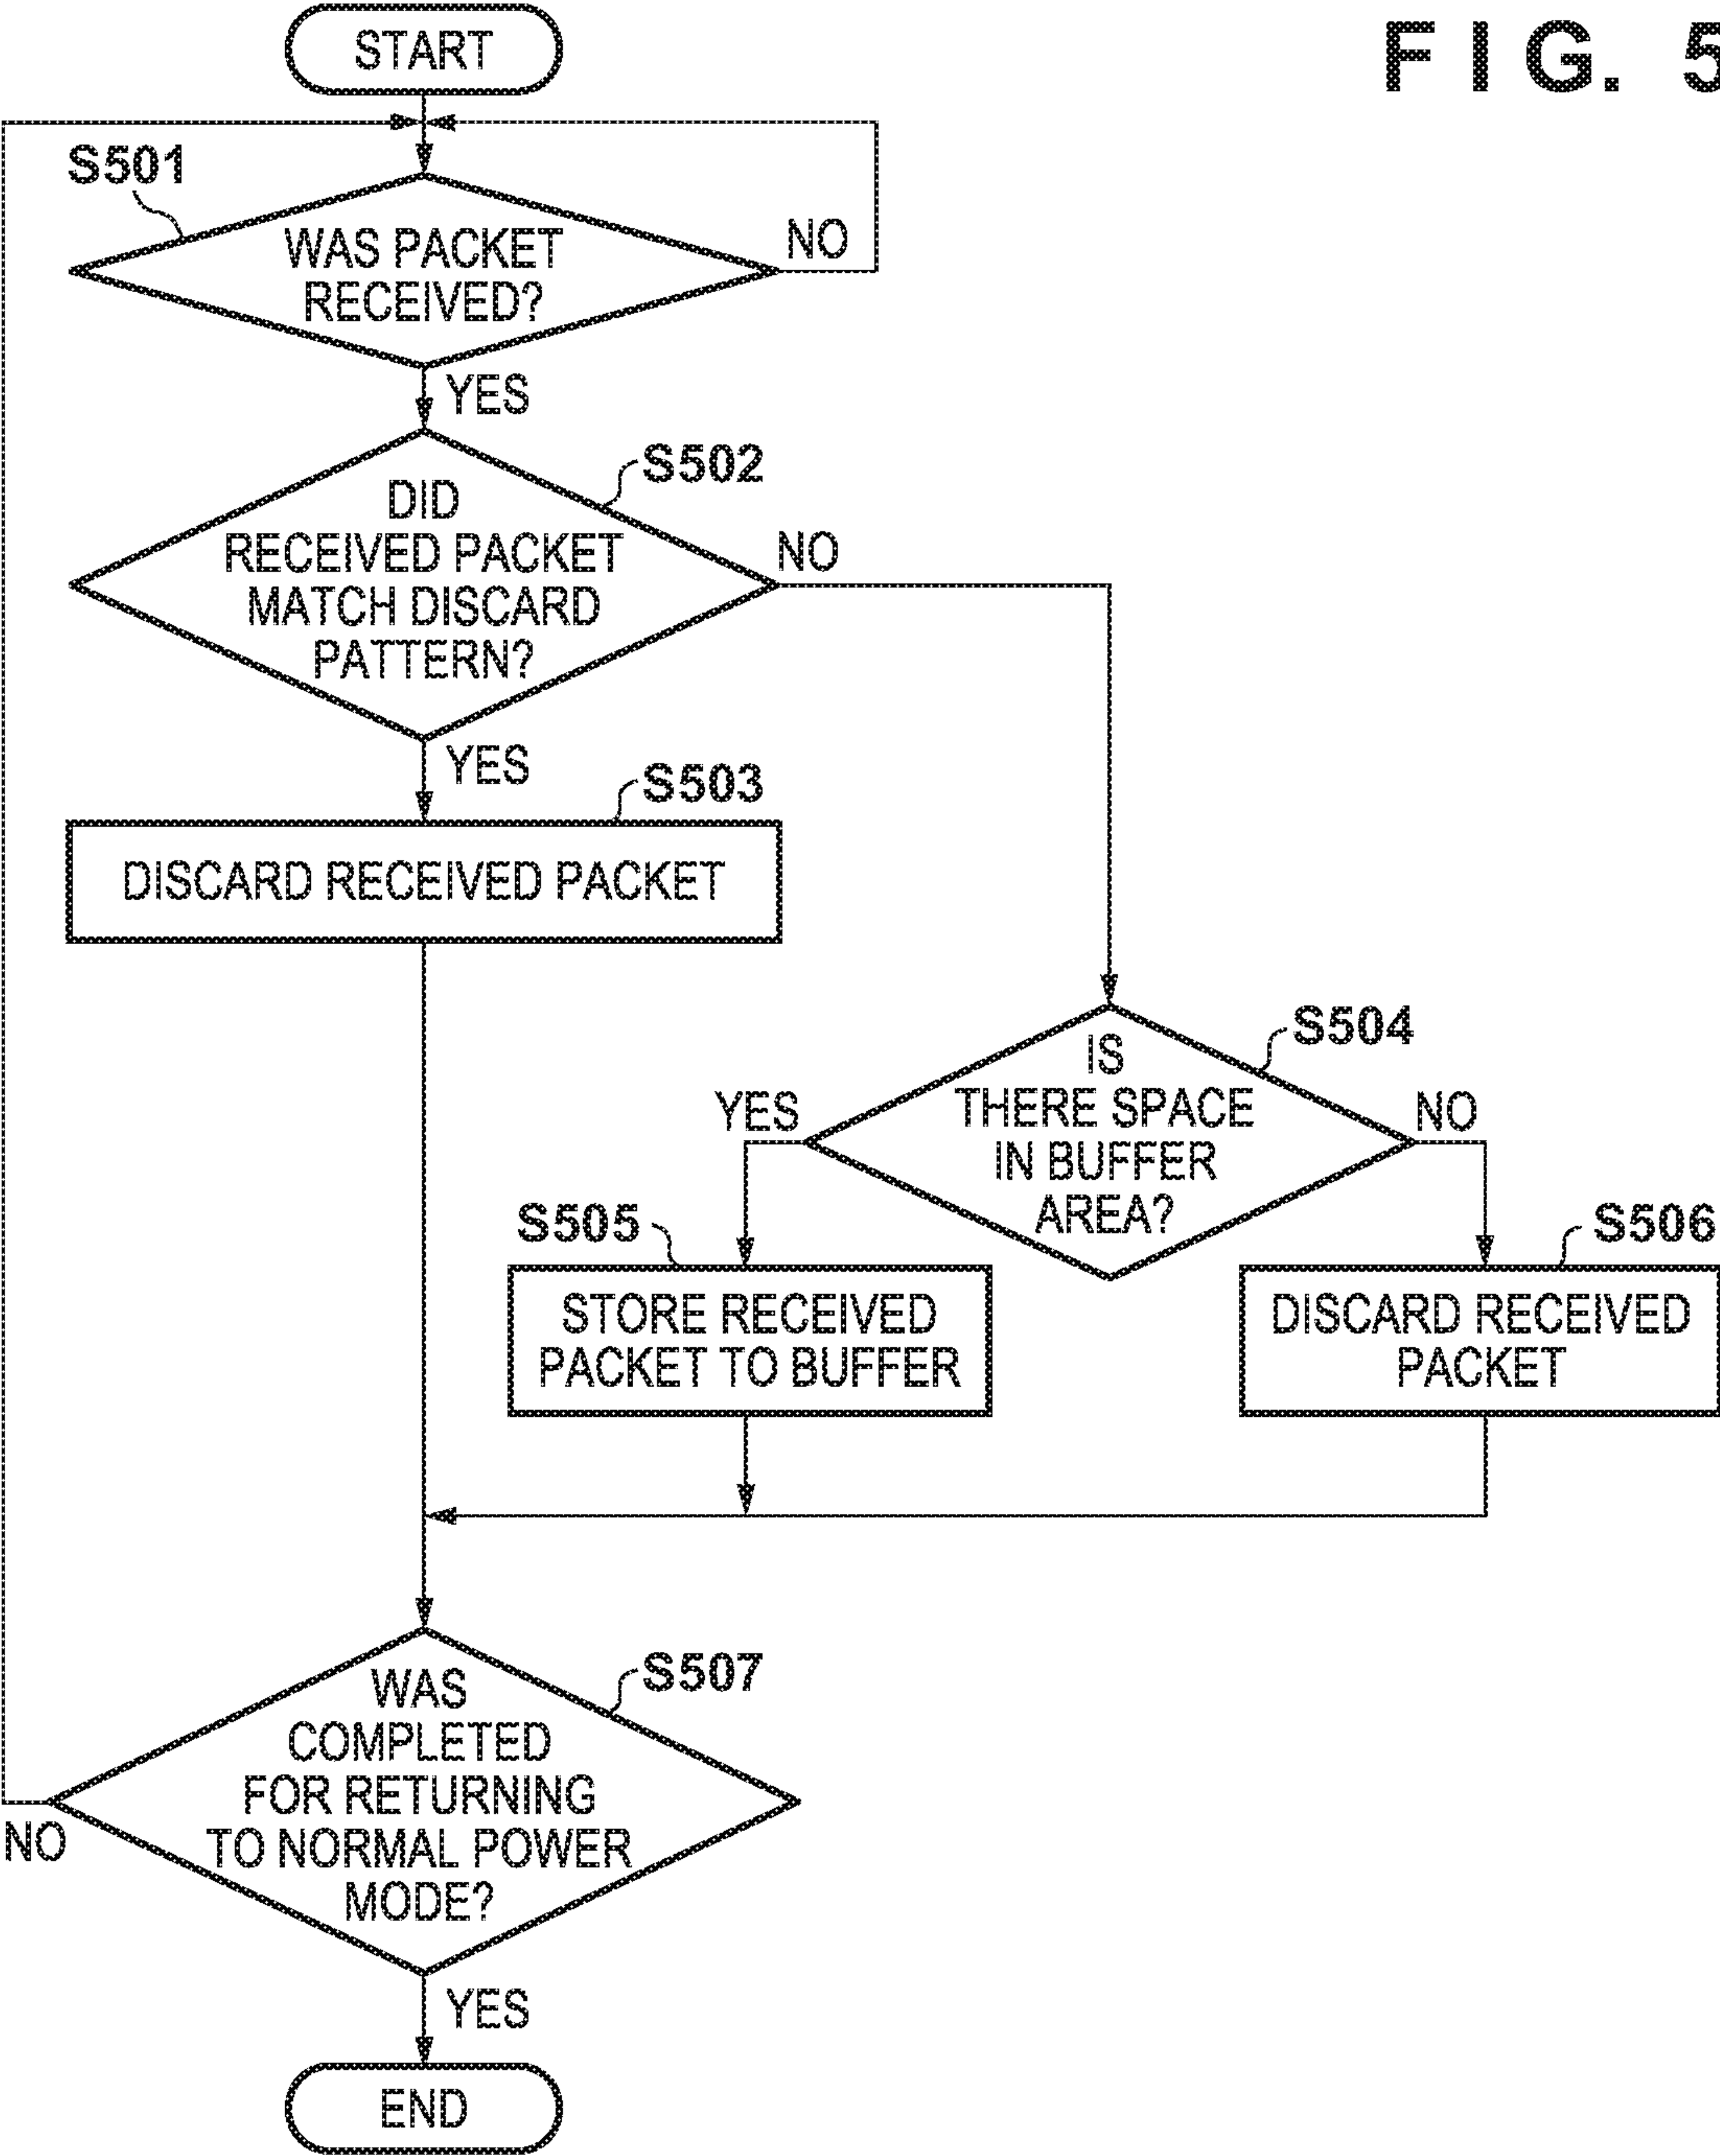 FIG. 5
START
S501
WAS PACKET
RECEIVED?
NO
YES
S502
DID
RECEIVED PACKET
MATCH DISCARD
PATTERN?
NO
YES
S503
DISCARD RECEIVED PACKET
S504
IS
THERE SPACE
IN BUFFER
AREA?
YES
NO
S505
STORE RECEIVED
PACKET TO BUFFER
S506
DISCARD RECEIVED
PACKET
S507
WAS
COMPLETED
FOR RETURNING
TO NORMAL POWER
MODE?
NO
YES
END